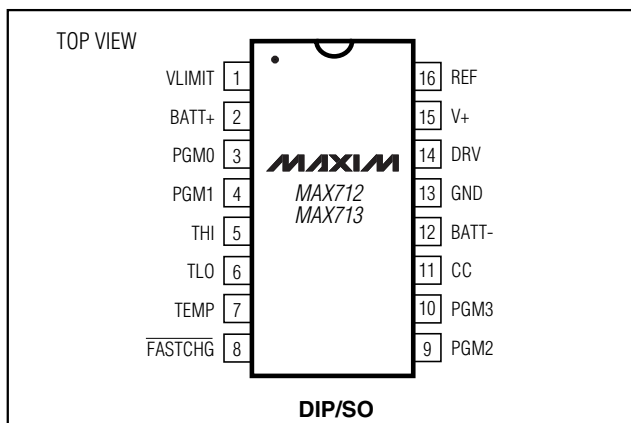 TOP VIEW
VLIMIT 1
BATT+ 2
PGM0 3
PGM1 4
THI 5
TLO 6
TEMP 7
FASTCHG 8
MAXIM
MAX712
MAX713
16 REF
15 V+
14 DRV
13 GND
12 BATT-
11 CC
10 PGM3
9 PGM2
DIP/SO